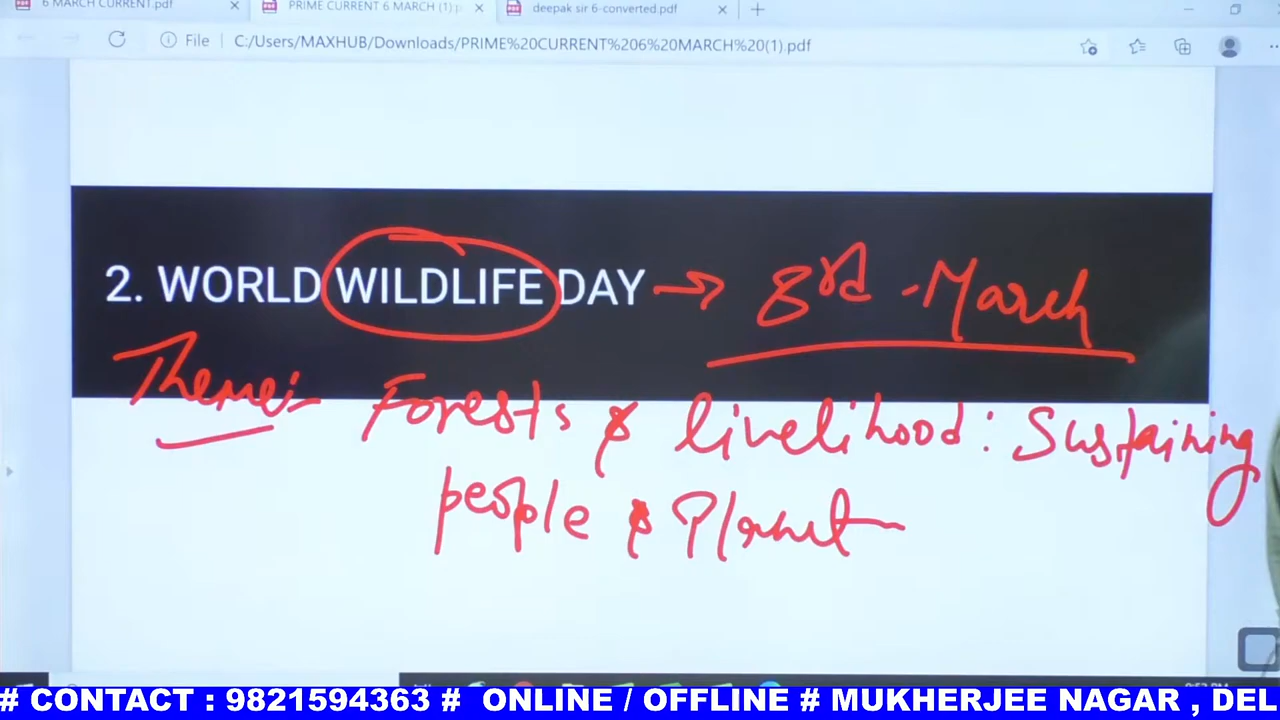 6 MARCH CURRENT.pdf
PRIME CURRENT 6 MARCH (1).p
deepak sir 6-converted.pdf
File
C:/Users/MAXHUB/Downloads/PRIME%20CURRENT%206%20MARCH%20(1).pdf
2. WORLD WILDLIFE DAY → 3rd - March
Theme:- Forests & livelihood: Sustaining
people & Planet
# CONTACT : 9821594363 # ONLINE / OFFLINE # MUKHERJEE NAGAR , DEL